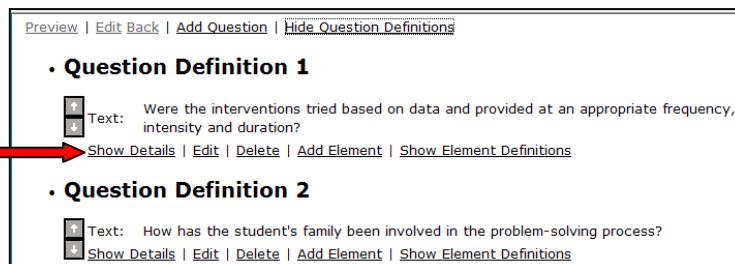 Preview | Edit Back | Add Question | Hide Question Definitions
• Question Definition 1
Text: Were the interventions tried based on data and provided at an appropriate frequency,
intensity and duration?
Show Details | Edit | Delete | Add Element | Show Element Definitions
• Question Definition 2
Text: How has the student's family been involved in the problem-solving process?
Show Details | Edit | Delete | Add Element | Show Element Definitions